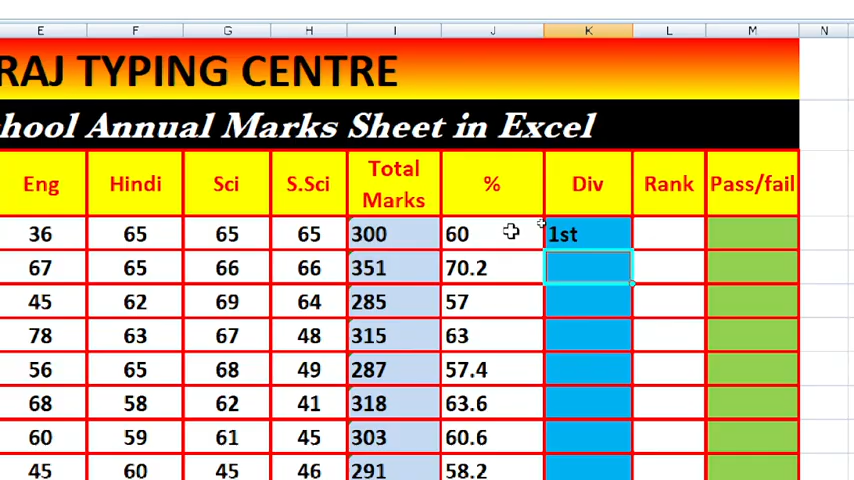 E F G H I J K L M N
RAJ TYPING CENTRE
chool Annual Marks Sheet in Excel
Eng Hindi Sci S.Sci Total Marks % Div Rank Pass/fail
36 65 65 65 300 60 1st
67 65 66 66 351 70.2
45 62 69 64 285 57
78 63 67 48 315 63
56 65 68 49 287 57.4
68 58 62 41 318 63.6
60 59 61 45 303 60.6
45 60 45 46 291 58.2